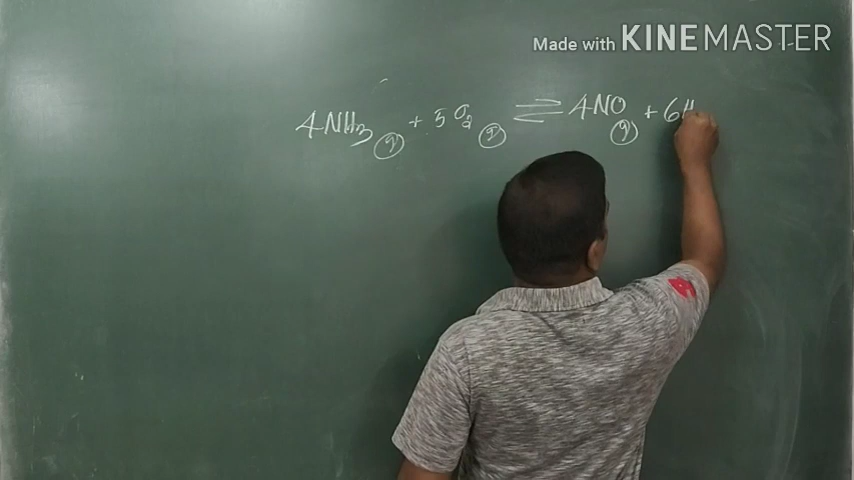 Made with KINEMASTER
4NH₃(g) + 5O₂(g) ⇌ 4NO(g) + 6H